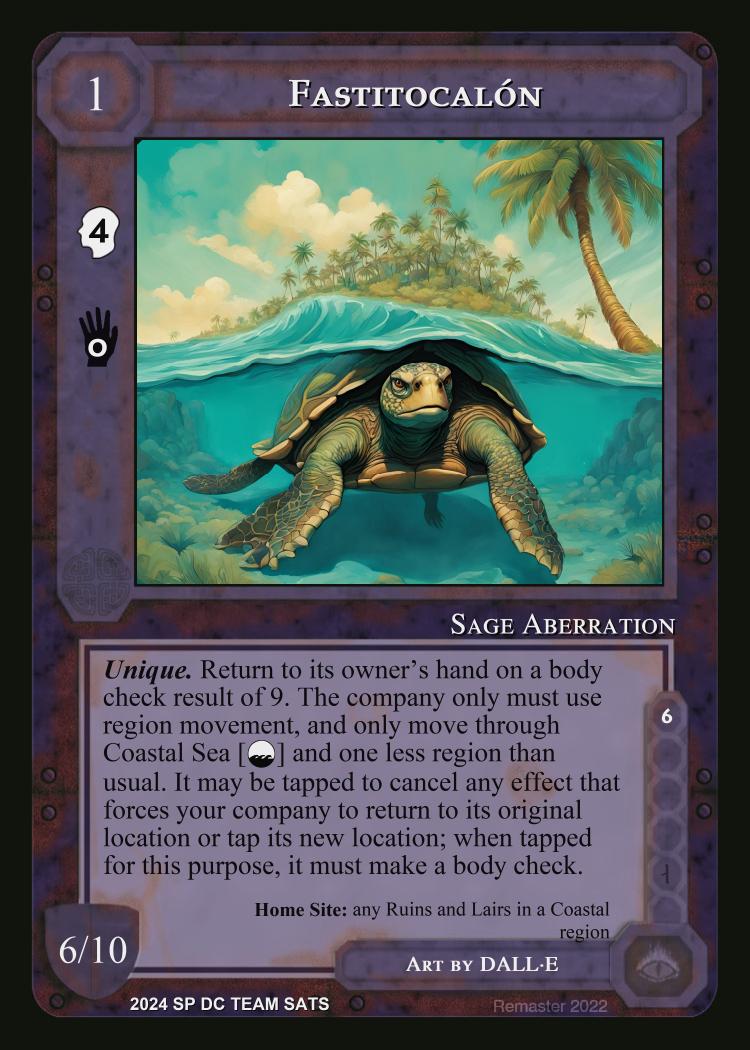 1
FASTITOCALÓN
4
0
SAGE ABERRATION
Unique. Return to its owner's hand on a body
check result of 9. The company only must use
region movement, and only move through
Coastal Sea [ ] and one less region than
usual. It may be tapped to cancel any effect that
forces your company to return to its original
location or tap its new location; when tapped
for this purpose, it must make a body check.
6
Home Site: any Ruins and Lairs in a Coastal
region
6/10
ART BY DALL·E
2024 SP DC TEAM SATS
Remaster 2022